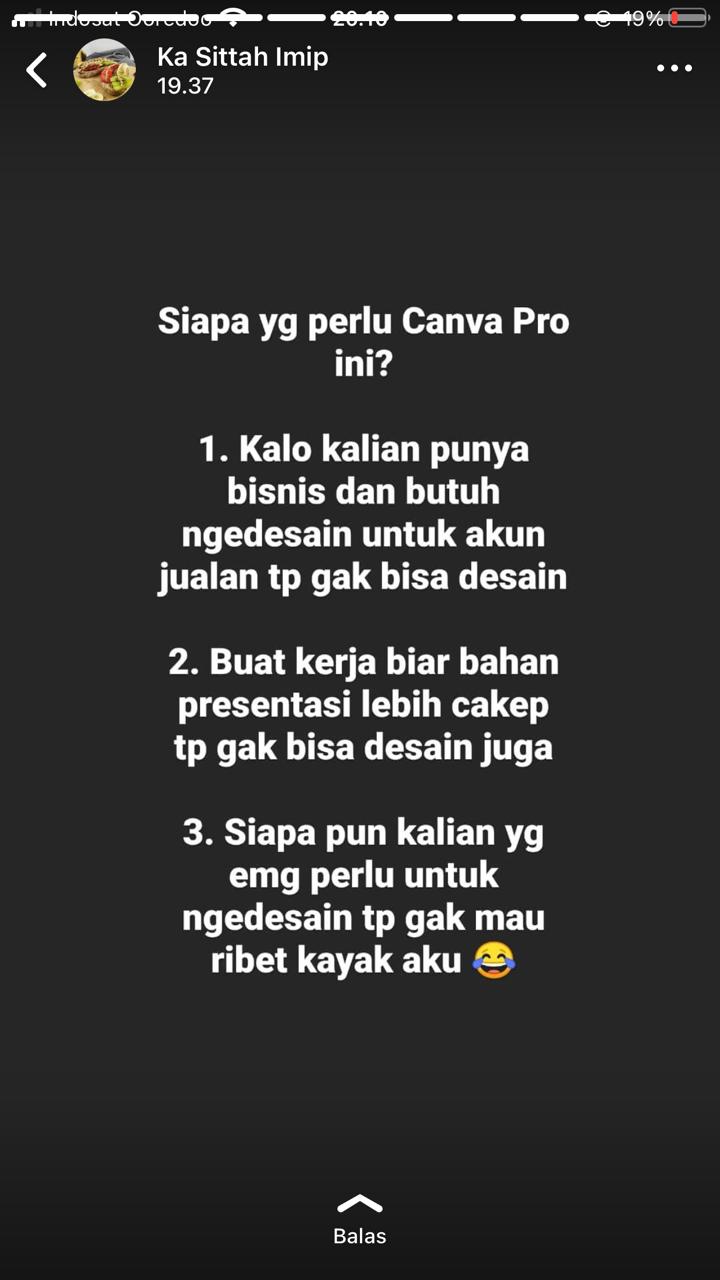 Indosat Ooredoo 20.10 19%
Ka Sittah Imip
19.37
Siapa yg perlu Canva Pro
ini?
1. Kalo kalian punya
bisnis dan butuh
ngedesain untuk akun
jualan tp gak bisa desain
2. Buat kerja biar bahan
presentasi lebih cakep
tp gak bisa desain juga
3. Siapa pun kalian yg
emg perlu untuk
ngedesain tp gak mau
ribet kayak aku 😂
Balas